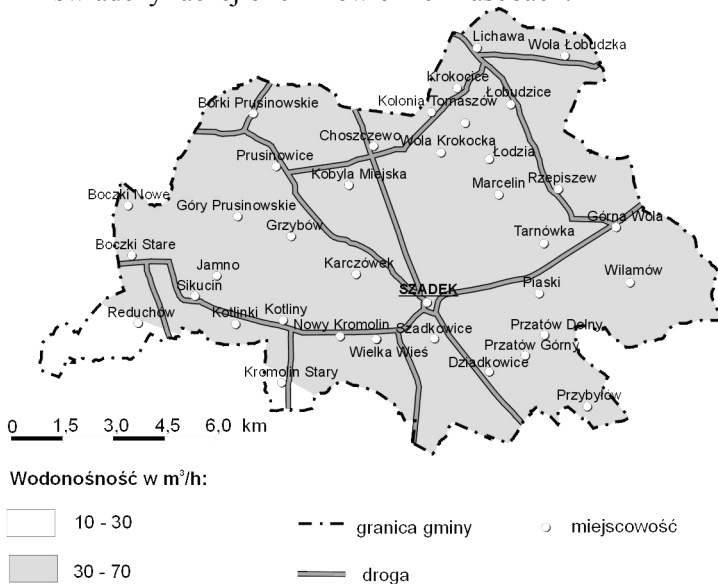 Lichawa
Wola Łobudzka
Krokocice
Kolonia Tomaszów
Łobudzice
Borki Prusinowskie
Choszczewo
Wola Krokocka
Łodzia
Prusinowice
Kobyla Miejska
Marcelin
Rzepiszew
Boczki Nowe
Góry Prusinowskie
Górna Wola
Grzybów
Tarnówka
Boczki Stare
Jamno
Karczówek
Wilamów
Sikucin
SZADEK
Piaski
Reduchów
Kotlinki
Kotliny
Nowy Kromolin
Szadkowice
Przatów Dolny
Wielka Wieś
Przatów Górny
Kromolin Stary
Dziadkowice
Przybyłów
0 1,5 3,0 4,5 6,0 km
Wodonośność w m³/h:
10 - 30
granica gminy
miejscowość
30 - 70
droga